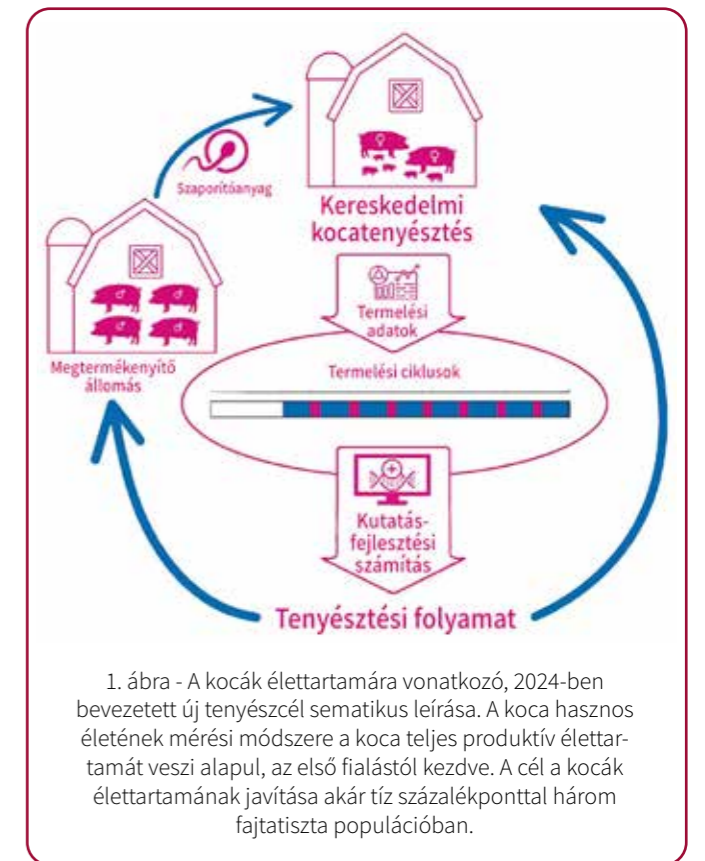 Szaporítóanyag
Kereskedelmi
kocatenyésztés
Megtermékenyítő
állomás
Termelési
adatok
Termelési ciklusok
Kutatás-
fejlesztési
számítás
Tenyésztési folyamat
1. ábra - A kocák élettartamára vonatkozó, 2024-ben
bevezetett új tenyészcél sematikus leírása. A koca hasznos
életének mérési módszere a koca teljes produktív élettar-
tamát veszi alapul, az első fialástól kezdve. A cél a kocák
élettartamának javítása akár tíz százalékponttal három
fajtatiszta populációban.